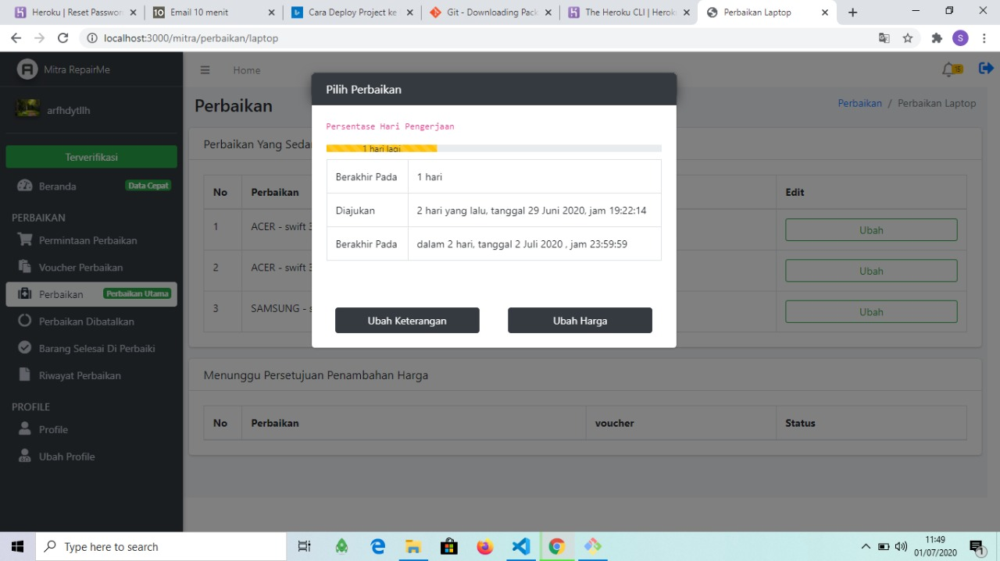 Heroku | Reset Passwor
10 Email 10 menit
Cara Deploy Project ke
Git - Downloading Pack
The Heroku CLI | Herok
Perbaikan Laptop
localhost:3000/mitra/perbaikan/laptop
S
Mitra RepairMe
Home
arfhdytllh
Terverifikasi
Beranda Data Cepat
PERBAIKAN
Permintaan Perbaikan
Voucher Perbaikan
Perbaikan Perbaikan Utama
Perbaikan Dibatalkan
Barang Selesai Di Perbaiki
Riwayat Perbaikan
PROFILE
Profile
Ubah Profile
Perbaikan
Perbaikan / Perbaikan Laptop
Perbaikan Yang Seda
No Perbaikan Edit
1 ACER - swift 3 Ubah
2 ACER - swift 3 Ubah
3 SAMSUNG - s Ubah
Pilih Perbaikan
Persentase Hari Pengerjaan
1 hari lagi
Berakhir Pada 1 hari
Diajukan 2 hari yang lalu, tanggal 29 Juni 2020, jam 19:22:14
Berakhir Pada dalam 2 hari, tanggal 2 Juli 2020 , jam 23:59:59
Ubah Keterangan Ubah Harga
Menunggu Persetujuan Penambahan Harga
No Perbaikan voucher Status
Type here to search
11:49
01/07/2020
1